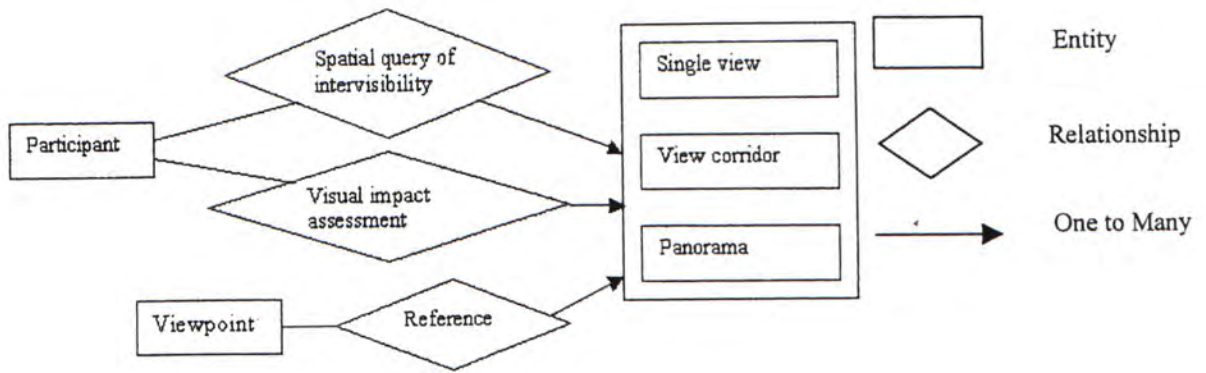 Spatial query of
intervisibility
Participant
Visual impact
assessment
Viewpoint
Reference
Single view
View corridor
Panorama
Entity
Relationship
One to Many